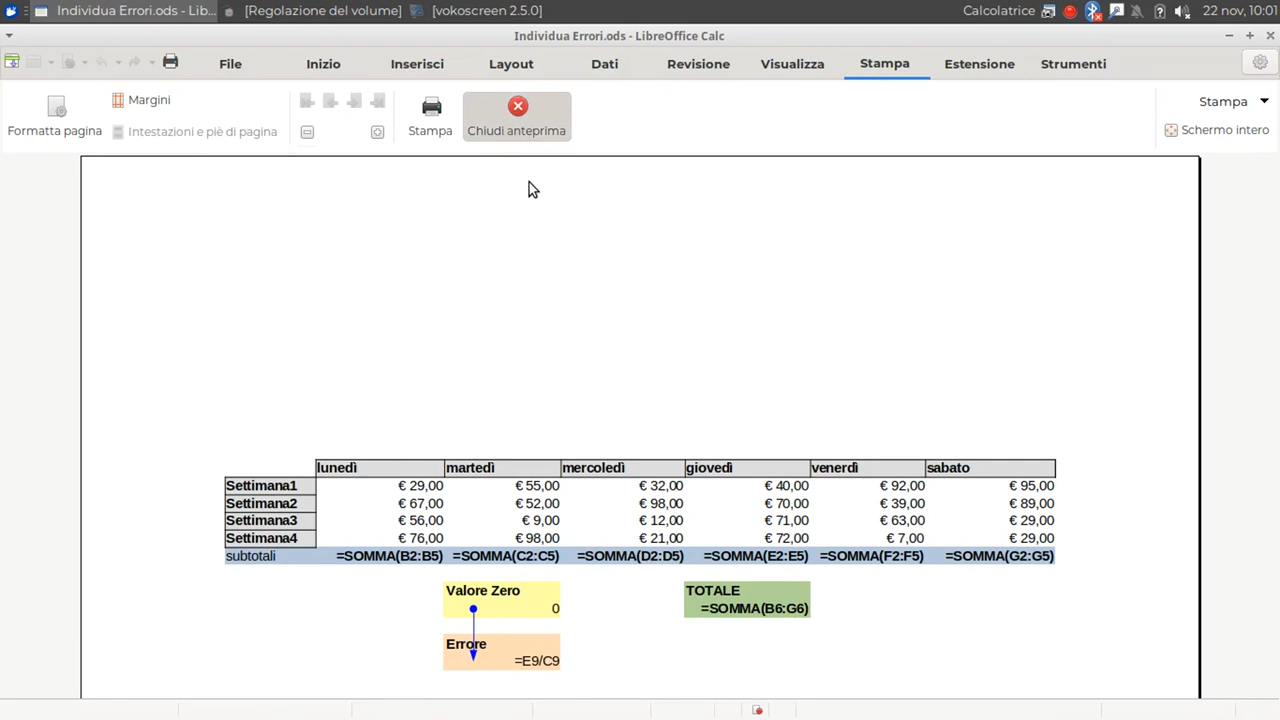 Individua Errori.ods - Lib... [Regolazione del volume] [vokoscreen 2.5.0] Calcolatrice 22 nov, 10:01
Individua Errori.ods - LibreOffice Calc
File Inizio Inserisci Layout Dati Revisione Visualizza Stampa Estensione Strumenti
Formatta pagina Margini Intestazioni e piè di pagina Stampa Chiudi anteprima Stampa Schermo intero
lunedì martedì mercoledì giovedì venerdì sabato
Settimana1 € 29,00 € 55,00 € 32,00 € 40,00 € 92,00 € 95,00
Settimana2 € 67,00 € 52,00 € 98,00 € 70,00 € 39,00 € 89,00
Settimana3 € 56,00 € 9,00 € 12,00 € 71,00 € 63,00 € 29,00
Settimana4 € 76,00 € 98,00 € 21,00 € 72,00 € 7,00 € 29,00
subtotali =SOMMA(B2:B5) =SOMMA(C2:C5) =SOMMA(D2:D5) =SOMMA(E2:E5) =SOMMA(F2:F5) =SOMMA(G2:G5)
Valore Zero TOTALE
0 =SOMMA(B6:G6)
Errore
=E9/C9